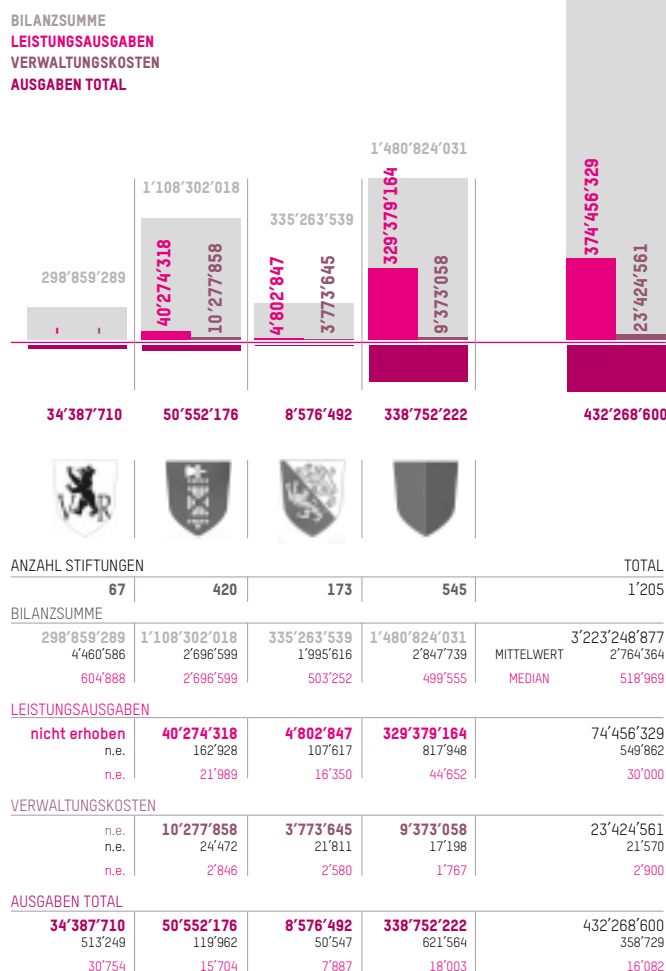 BILANZSUMME
LEISTUNGSAUSGABEN
VERWALTUNGSKOSTEN
AUSGABEN TOTAL
298′859′289
1′108′302′018
40′274′318
10′277′858
335′263′539
4′802′847
3′773′645
1′480′824′031
329′379′164
9′373′058
374′456′329
23′424′561
34′387′710 50′552′176 8′576′492 338′752′222 432′268′600
V R
ANZAHL STIFTUNGEN TOTAL
67 420 173 545 1′205
BILANZSUMME
298′859′289 1′108′302′018 335′263′539 1′480′824′031 3′223′248′877
4′460′586 2′696′599 1′995′616 2′847′739 MITTELWERT 2′764′364
604′888 2′696′599 503′252 499′555 MEDIAN 518′969
LEISTUNGSAUSGABEN
nicht erhoben 40′274′318 4′802′847 329′379′164 74′456′329
n.e. 162′928 107′617 817′948 549′862
n.e. 21′989 16′350 44′652 30′000
VERWALTUNGSKOSTEN
n.e. 10′277′858 3′773′645 9′373′058 23′424′561
n.e. 24′472 21′811 17′198 21′570
n.e. 2′846 2′580 1′767 2′900
AUSGABEN TOTAL
34′387′710 50′552′176 8′576′492 338′752′222 432′268′600
513′249 119′962 50′547 621′564 358′729
30′754 15′704 7′887 18′003 16′082